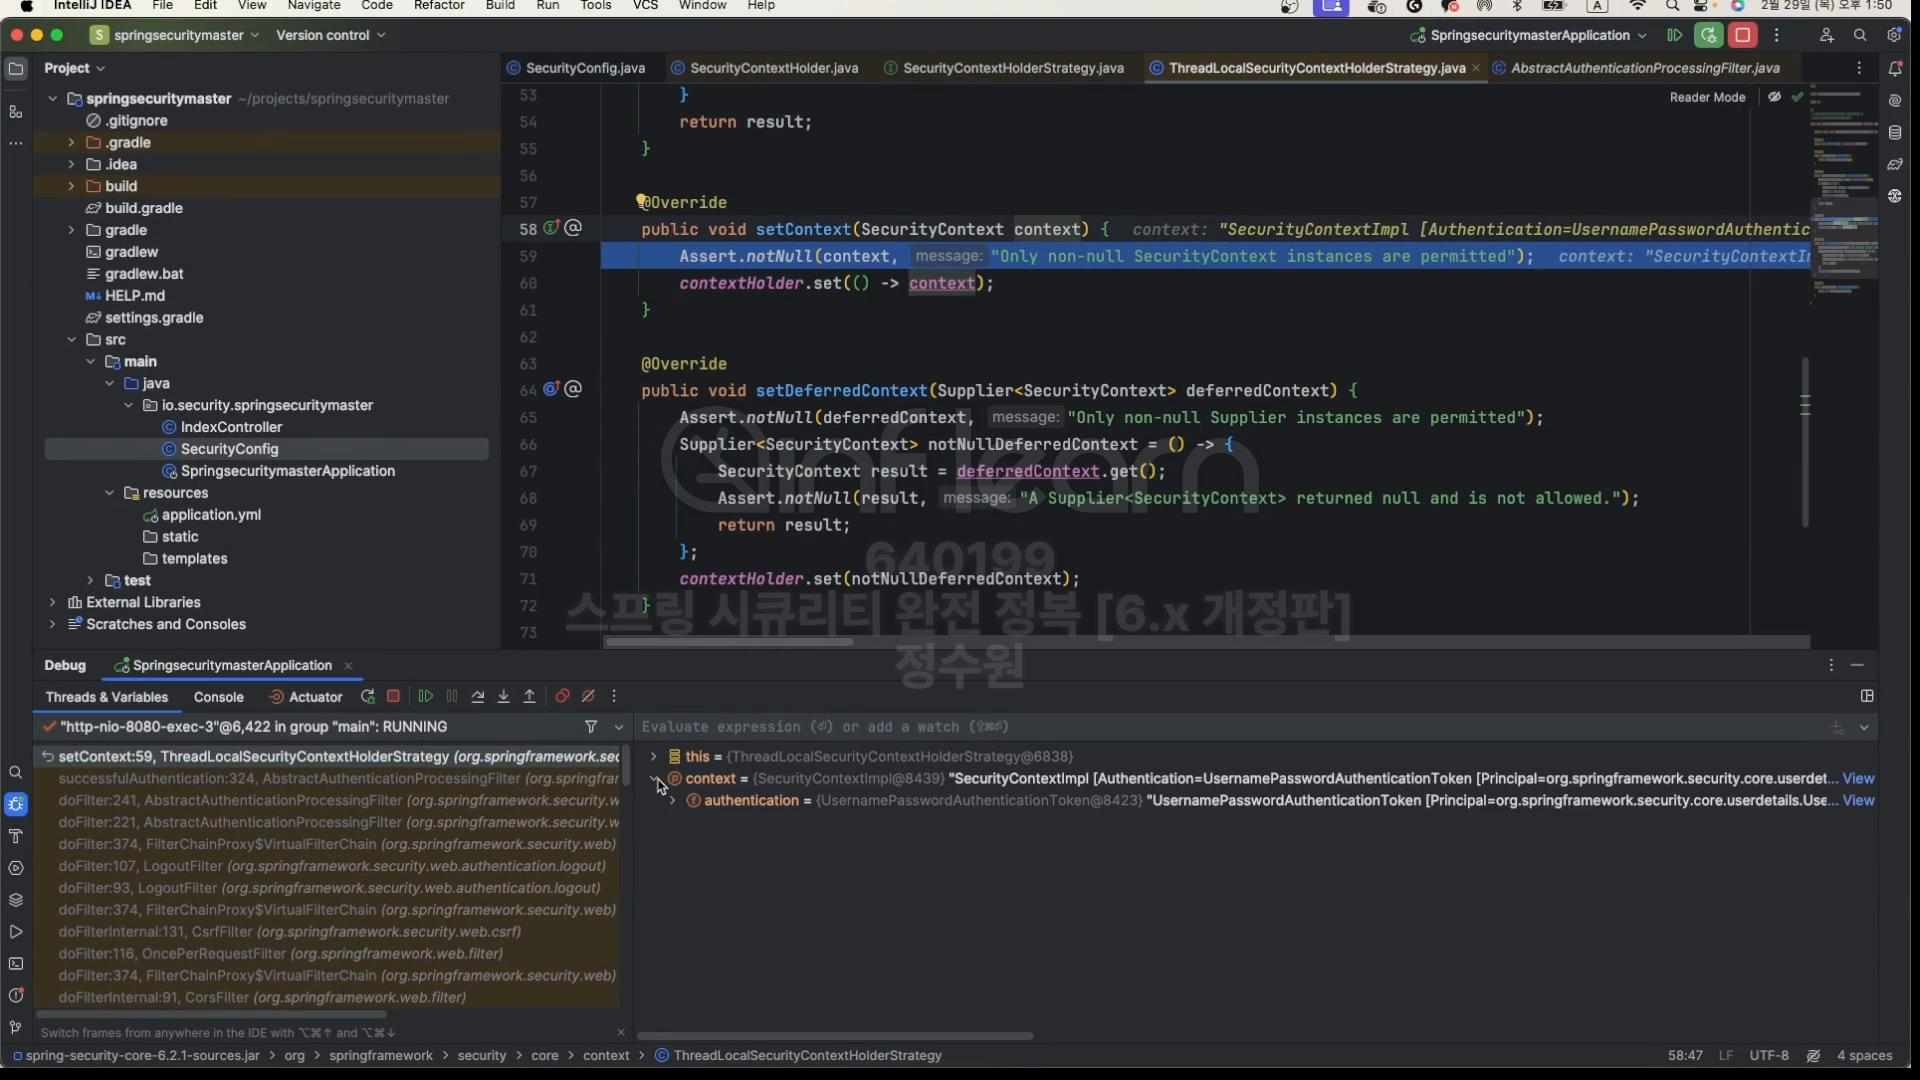 IntelliJ IDEA File Edit View Navigate Code Refactor Build Run Tools VCS Window Help A 2월 29일 (목) 오후 1:50
S springsecuritymaster Version control SpringsecuritymasterApplication
Project
SecurityConfig.java SecurityContextHolder.java SecurityContextHolderStrategy.java ThreadLocalSecurityContextHolderStrategy.java AbstractAuthenticationProcessingFilter.java
Reader Mode
springsecuritymaster ~/projects/springsecuritymaster
.gitignore
.gradle
.idea
build
build.gradle
gradle
gradlew
gradlew.bat
HELP.md
settings.gradle
src
main
java
io.security.springsecuritymaster
IndexController
SecurityConfig
SpringsecuritymasterApplication
resources
application.yml
static
templates
test
External Libraries
Scratches and Consoles
53 }
54 return result;
55 }
56
57 @Override
58 public void setContext(SecurityContext context) { context: "SecurityContextImpl [Authentication=UsernamePasswordAuthentic
59 Assert.notNull(context, message: "Only non-null SecurityContext instances are permitted"); context: "SecurityContextI
60 contextHolder.set(() -> context);
61 }
62
63 @Override
64 public void setDeferredContext(Supplier<SecurityContext> deferredContext) {
65 Assert.notNull(deferredContext, message: "Only non-null Supplier instances are permitted");
66 Supplier<SecurityContext> notNullDeferredContext = () -> {
67 SecurityContext result = deferredContext.get();
68 Assert.notNull(result, message: "A Supplier<SecurityContext> returned null and is not allowed.");
69 return result;
70 };
71 contextHolder.set(notNullDeferredContext);
72 }
73
inflearn
640199
스프링 시큐리티 완전 정복 [6.x 개정판]
정수원
Debug SpringsecuritymasterApplication
Threads & Variables Console Actuator
"http-nio-8080-exec-3"@6,422 in group "main": RUNNING
setContext:59, ThreadLocalSecurityContextHolderStrategy (org.springframework.sec
successfulAuthentication:324, AbstractAuthenticationProcessingFilter (org.springfra
doFilter:241, AbstractAuthenticationProcessingFilter (org.springframework.security.w
doFilter:221, AbstractAuthenticationProcessingFilter (org.springframework.security.w
doFilter:374, FilterChainProxy$VirtualFilterChain (org.springframework.security.web)
doFilter:107, LogoutFilter (org.springframework.security.web.authentication.logout)
doFilter:93, LogoutFilter (org.springframework.security.web.authentication.logout)
doFilter:374, FilterChainProxy$VirtualFilterChain (org.springframework.security.web)
doFilterInternal:131, CsrfFilter (org.springframework.security.web.csrf)
doFilter:116, OncePerRequestFilter (org.springframework.web.filter)
doFilter:374, FilterChainProxy$VirtualFilterChain (org.springframework.security.web)
doFilterInternal:91, CorsFilter (org.springframework.web.filter)
Switch frames from anywhere in the IDE with ⌥⌘↑ and ⌥⌘↓
Evaluate expression (⏎) or add a watch (⇧⌘⏎)
this = {ThreadLocalSecurityContextHolderStrategy@6838}
context = {SecurityContextImpl@8439} "SecurityContextImpl [Authentication=UsernamePasswordAuthenticationToken [Principal=org.springframework.security.core.userdet... View
authentication = {UsernamePasswordAuthenticationToken@8423} "UsernamePasswordAuthenticationToken [Principal=org.springframework.security.core.userdetails.Use... View
spring-security-core-6.2.1-sources.jar > org > springframework > security > core > context > ThreadLocalSecurityContextHolderStrategy 58:47 LF UTF-8 4 spaces